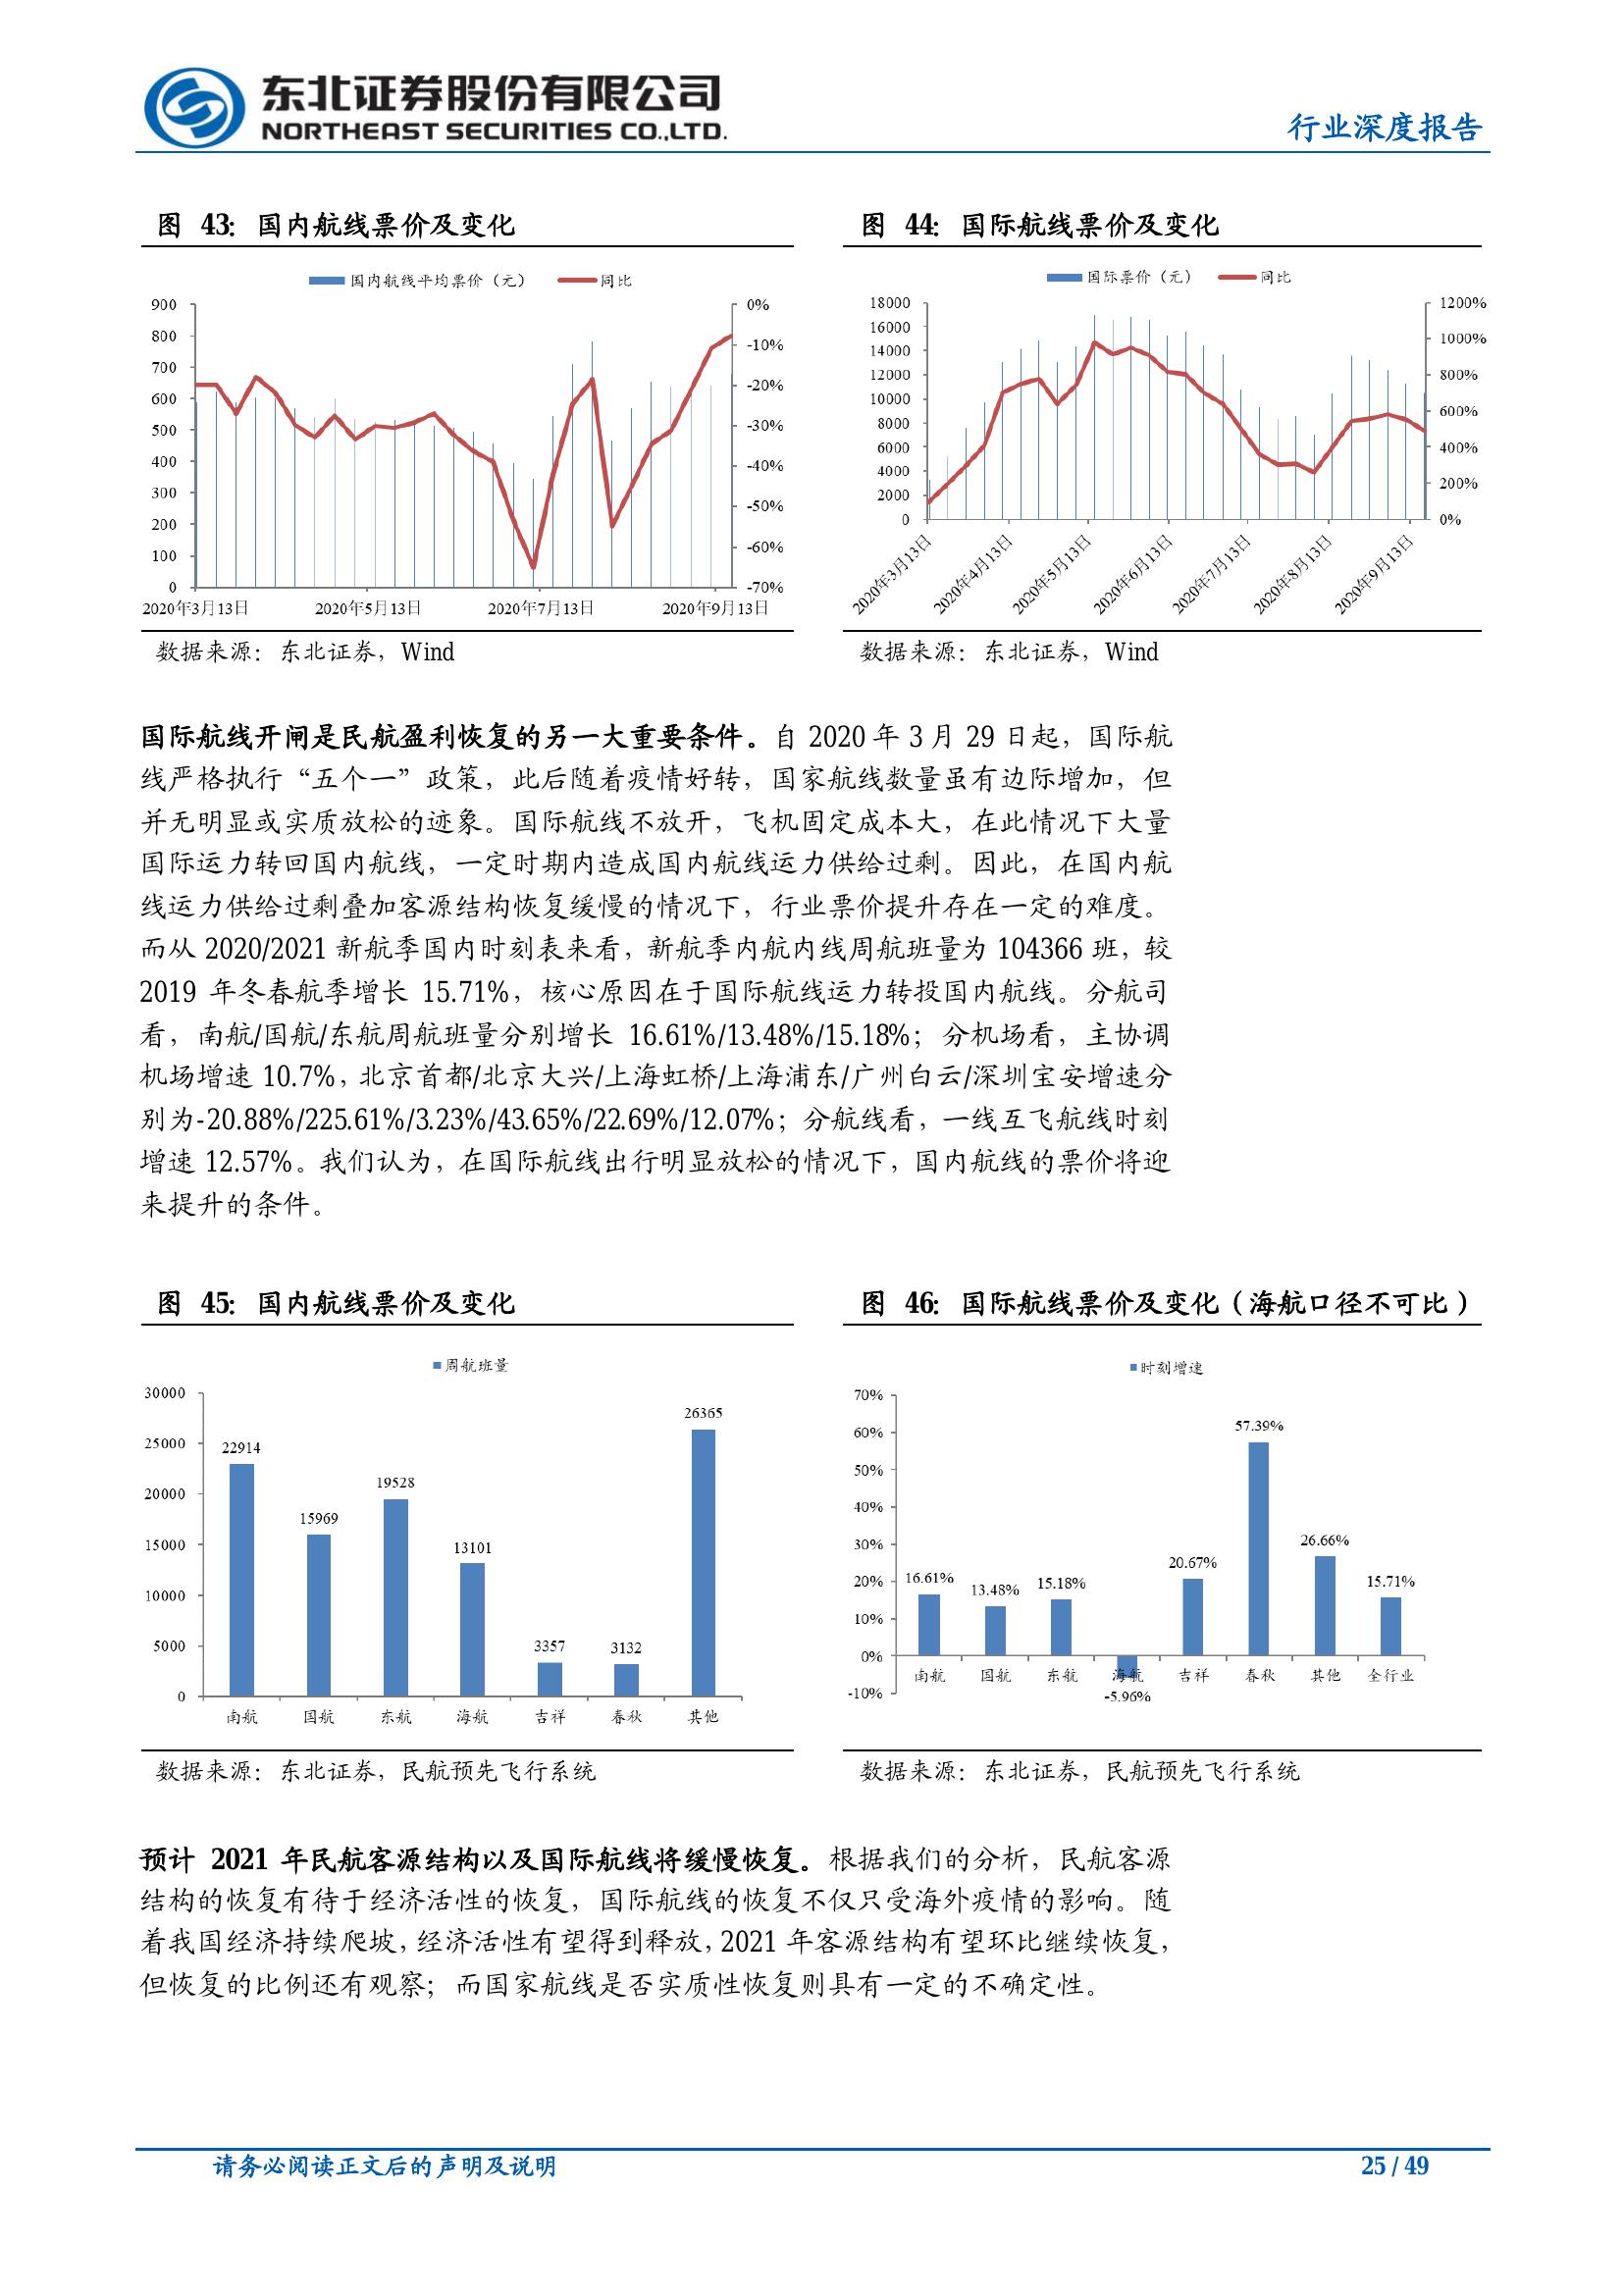 东北证券股份有限公司
NORTHEAST SECURITIES CO.,LTD.
行业深度报告
图 43：国内航线票价及变化
国内航线平均票价（元） 同比
900
800
700
600
500
400
300
200
100
0
0%
-10%
-20%
-30%
-40%
-50%
-60%
-70%
2020年3月13日 2020年5月13日 2020年7月13日 2020年9月13日
数据来源：东北证券，Wind
图 44：国际航线票价及变化
国际票价（元） 同比
18000
16000
14000
12000
10000
8000
6000
4000
2000
0
1200%
1000%
800%
600%
400%
200%
0%
2020年3月13日 2020年4月13日 2020年5月13日 2020年6月13日 2020年7月13日 2020年8月13日 2020年9月13日
数据来源：东北证券，Wind
国际航线开闸是民航盈利恢复的另一大重要条件。自 2020 年 3 月 29 日起，国际航
线严格执行“五个一”政策，此后随着疫情好转，国家航线数量虽有边际增加，但
并无明显或实质放松的迹象。国际航线不放开，飞机固定成本大，在此情况下大量
国际运力转回国内航线，一定时期内造成国内航线运力供给过剩。因此，在国内航
线运力供给过剩叠加客源结构恢复缓慢的情况下，行业票价提升存在一定的难度。
而从 2020/2021 新航季国内时刻表来看，新航季内航内线周航班量为 104366 班，较
2019 年冬春航季增长 15.71%，核心原因在于国际航线运力转投国内航线。分航司
看，南航/国航/东航周航班量分别增长 16.61%/13.48%/15.18%；分机场看，主协调
机场增速 10.7%，北京首都/北京大兴/上海虹桥/上海浦东/广州白云/深圳宝安增速分
别为-20.88%/225.61%/3.23%/43.65%/22.69%/12.07%；分航线看，一线互飞航线时刻
增速 12.57%。我们认为，在国际航线出行明显放松的情况下，国内航线的票价将迎
来提升的条件。
图 45：国内航线票价及变化
周航班量
30000
25000
20000
15000
10000
5000
0
22914 15969 19528 13101 3357 3132 26365
南航 国航 东航 海航 吉祥 春秋 其他
数据来源：东北证券，民航预先飞行系统
图 46：国际航线票价及变化（海航口径不可比）
时刻增速
70%
60%
50%
40%
30%
20%
10%
0%
-10%
16.61% 13.48% 15.18% -5.96% 20.67% 57.39% 26.66% 15.71%
南航 国航 东航 海航 吉祥 春秋 其他 全行业
数据来源：东北证券，民航预先飞行系统
预计 2021 年民航客源结构以及国际航线将缓慢恢复。根据我们的分析，民航客源
结构的恢复有待于经济活性的恢复，国际航线的恢复不仅只受海外疫情的影响。随
着我国经济持续爬坡，经济活性有望得到释放，2021 年客源结构有望环比继续恢复，
但恢复的比例还有观察；而国家航线是否实质性恢复则具有一定的不确定性。
请务必阅读正文后的声明及说明
25 / 49